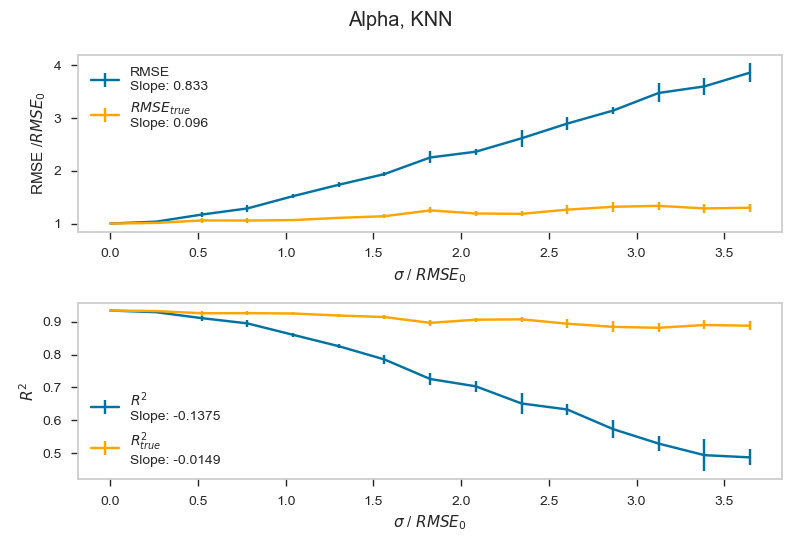 Alpha, KNN
RMSE /RMSE₀
4
3
2
1
RMSE
Slope: 0.833
RMSE_true
Slope: 0.096
0.0 0.5 1.0 1.5 2.0 2.5 3.0 3.5
σ / RMSE₀
R²
0.9
0.8
0.7
0.6
0.5
R²
Slope: -0.1375
R²_true
Slope: -0.0149
0.0 0.5 1.0 1.5 2.0 2.5 3.0 3.5
σ / RMSE₀